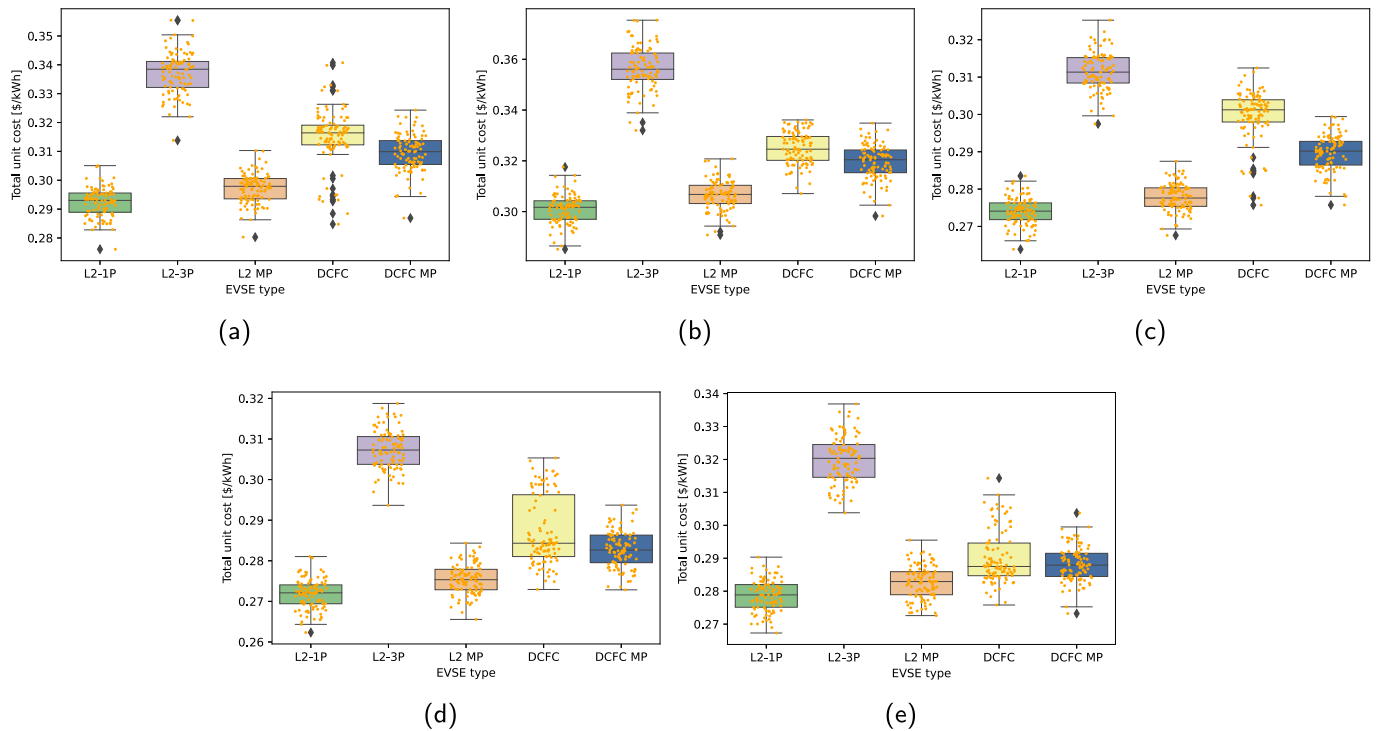 0.35
0.34
0.33
0.32
0.31
0.30
0.29
0.28
Total unit cost [$/kWh]
L2-1P
L2-3P
L2 MP
DCFC
DCFC MP
EVSE type
(a)
0.36
0.34
0.32
0.30
Total unit cost [$/kWh]
L2-1P
L2-3P
L2 MP
DCFC
DCFC MP
EVSE type
(b)
0.32
0.31
0.30
0.29
0.28
0.27
Total unit cost [$/kWh]
L2-1P
L2-3P
L2 MP
DCFC
DCFC MP
EVSE type
(c)
0.32
0.31
0.30
0.29
0.28
0.27
0.26
Total unit cost [$/kWh]
L2-1P
L2-3P
L2 MP
DCFC
DCFC MP
EVSE type
(d)
0.34
0.33
0.32
0.31
0.30
0.29
0.28
0.27
Total unit cost [$/kWh]
L2-1P
L2-3P
L2 MP
DCFC
DCFC MP
EVSE type
(e)